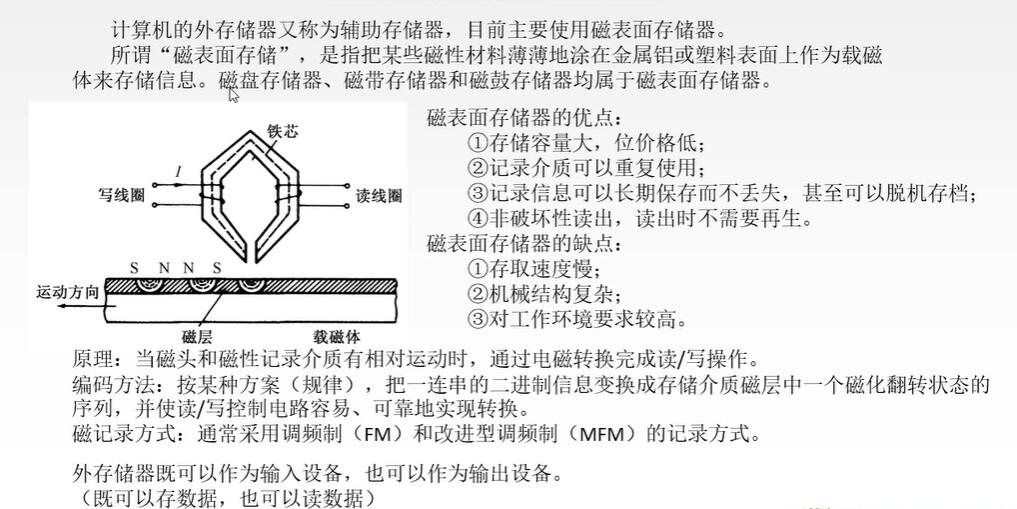 计算机的外存储器又称为辅助存储器，目前主要使用磁表面存储器。
所谓“磁表面存储”，是指把某些磁性材料薄薄地涂在金属铝或塑料表面上作为载磁
体来存储信息。磁盘存储器、磁带存储器和磁鼓存储器均属于磁表面存储器。
铁芯
I
写线圈
读线圈
S N N S
运动方向
磁层
载磁体
磁表面存储器的优点：
①存储容量大，位价格低；
②记录介质可以重复使用；
③记录信息可以长期保存而不丢失，甚至可以脱机存档；
④非破坏性读出，读出时不需要再生。
磁表面存储器的缺点：
①存取速度慢；
②机械结构复杂；
③对工作环境要求较高。
原理：当磁头和磁性记录介质有相对运动时，通过电磁转换完成读/写操作。
编码方法：按某种方案（规律），把一连串的二进制信息变换成存储介质磁层中一个磁化翻转状态的
序列，并使读/写控制电路容易、可靠地实现转换。
磁记录方式：通常采用调频制（FM）和改进型调频制（MFM）的记录方式。
外存储器既可以作为输入设备，也可以作为输出设备。
（既可以存数据，也可以读数据）